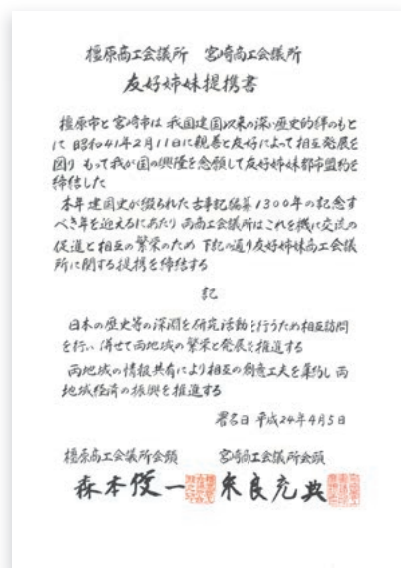 橿原商工会議所 宮崎商工会議所
友好姉妹提携書
橿原市と宮崎市は 我国建国以来の深い歴史的絆のもと
に 昭和41年2月11日に親善と友好によって相互発展を
図り もって我が国の興隆を念願して友好姉妹都市盟約を
締結した
本年 建国史が綴られた古事記編纂1300年の記念す
べき年を迎えるにあたり 両商工会議所はこれを機に交流の
促進と相互の繁栄のため 下記の通り友好姉妹商工会議
所に関する提携を締結する
記
日本の歴史等の深淵を研究活動を行うため相互訪問
を行い 併せて両地域の繁栄と発展を推進する
両地域の情報共有により相互の創意工夫を集約し 両
地域経済の振興を推進する
署名日 平成24年4月5日
橿原商工会議所会頭 宮崎商工会議所会頭
森本俊一 米良充典